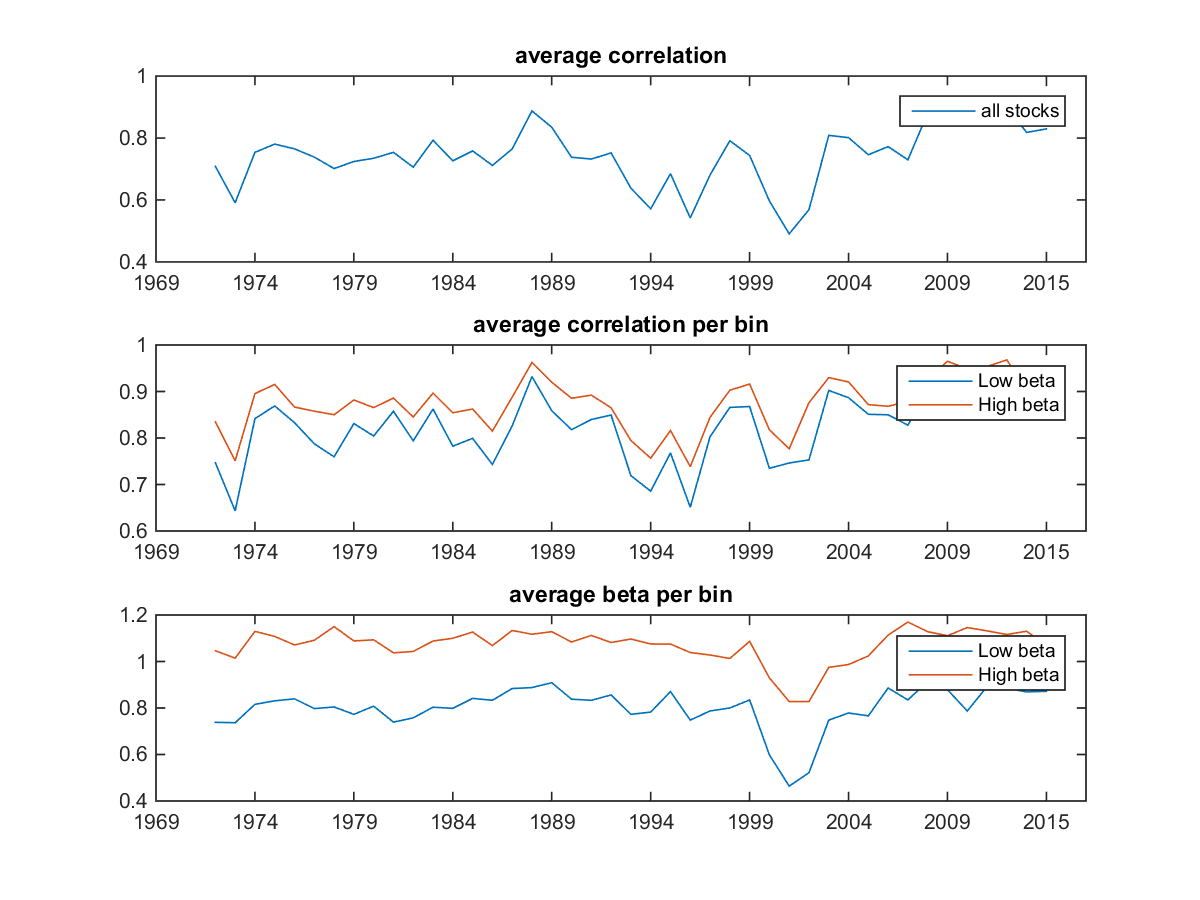 average correlation
1
all stocks
0.8
0.6
0.4
1969 1974 1979 1984 1989 1994 1999 2004 2009 2015
average correlation per bin
1
Low beta
0.9
High beta
0.8
0.7
0.6
1969 1974 1979 1984 1989 1994 1999 2004 2009 2015
average beta per bin
1.2
Low beta
1
High beta
0.8
0.6
0.4
1969 1974 1979 1984 1989 1994 1999 2004 2009 2015